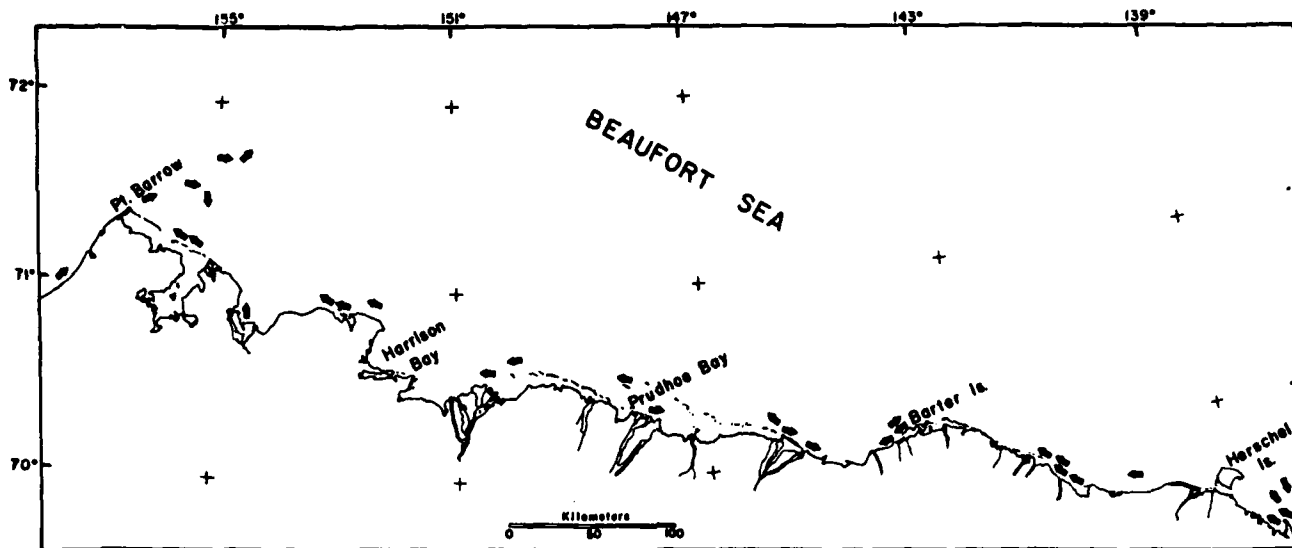 155° 151° 147° 143° 139°
72°
BEAUFORT SEA
Pt. Barrow
71°
Harrison
Bay
Prudhoe Bay
Barter Is.
Herschel
Is.
70°
Kilometers
0 50 100